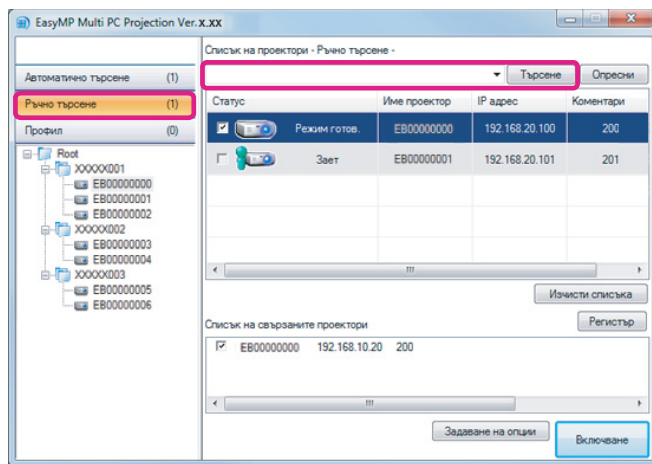 EasyMP Multi PC Projection Ver.x.xx
Списък на проектори - Ръчно търсене -
Търсене
Опресни
Автоматично търсене (1)
Ръчно търсене (1)
Профил (0)
Статус Име проектор IP адрес Коментари
Режим готов. EB00000000 192.168.20.100 200
Зает EB00000001 192.168.20.101 201
Root
XXXXX001
EB00000000
EB00000001
EB00000002
XXXXX002
EB00000003
EB00000004
XXXXX003
EB00000005
EB00000006
Изчисти списъка
Списък на свързаните проектори
Регистър
EB00000000 192.168.10.20 200
Задаване на опции
Включване